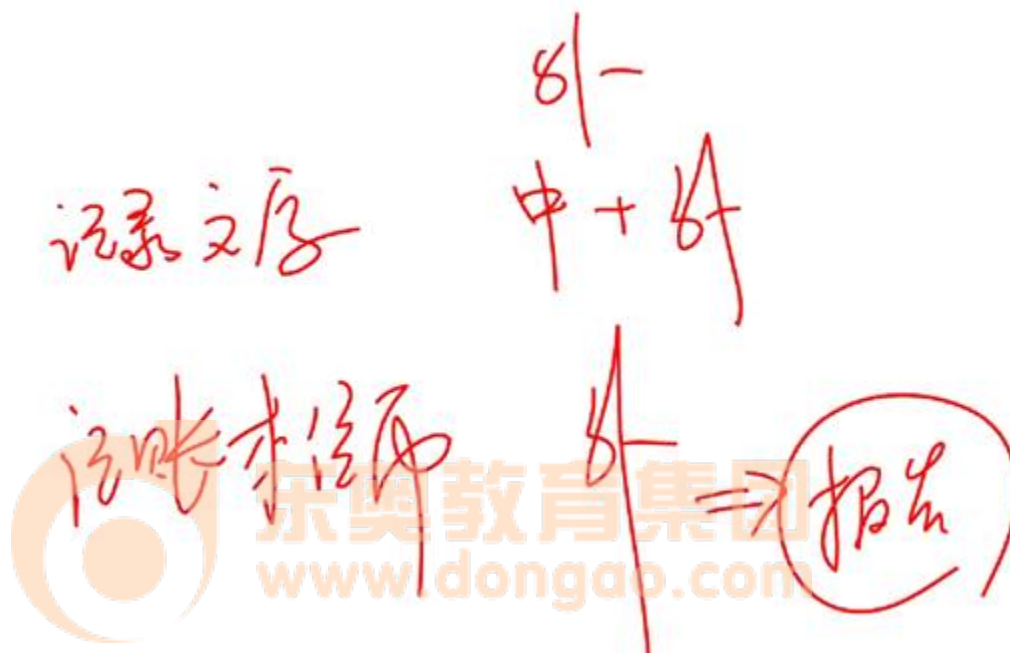 外
记录文字 中 + 外
记账本位币 外 ⇒ 报告
东奥教育集团
www.dongao.com